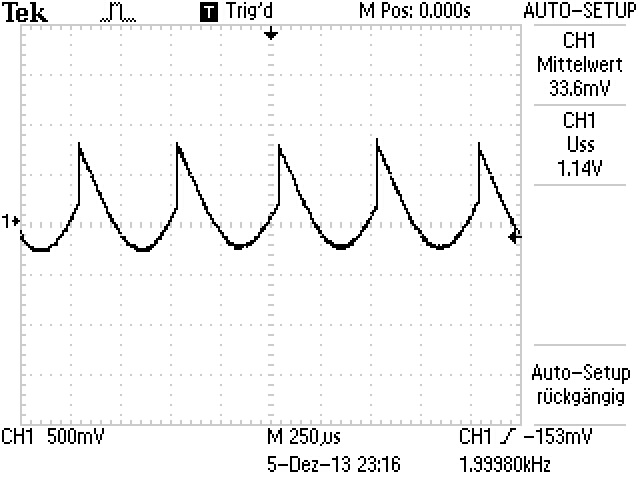 Tek T Trig'd M Pos: 0.000s AUTO-SETUP
CH1
Mittelwert
33.6mV
CH1
Uss
1.14V
1
Auto-Setup
rückgängig
CH1 500mV M 250µs CH1 -153mV
5-Dez-13 23:16 1.99980kHz